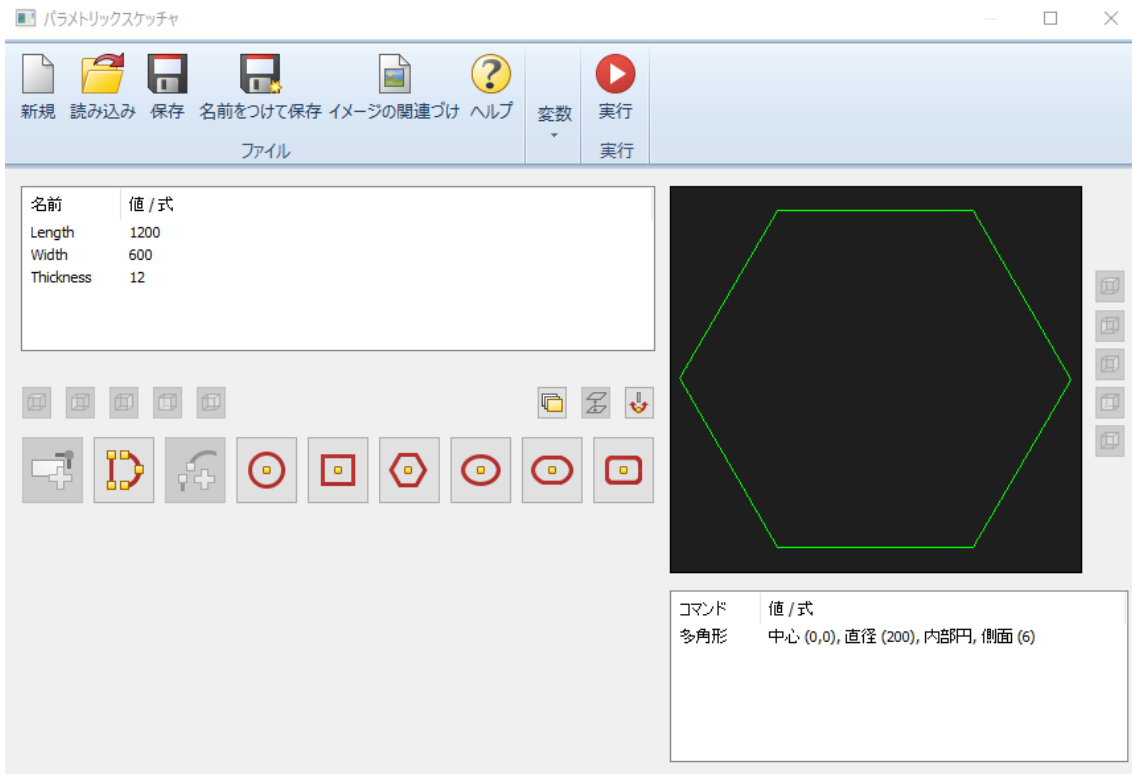 パラメトリックスケッチャ
新規 読み込み 保存 名前をつけて保存 イメージの関連づけ ヘルプ 変数 実行
ファイル 実行
名前 値 / 式
Length 1200
Width 600
Thickness 12
コマンド 値 / 式
多角形 中心 (0,0), 直径 (200), 内部円, 側面 (6)